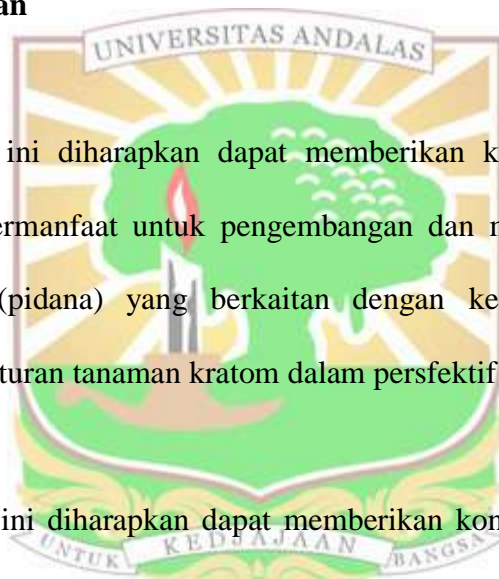 an
UNIVERSITAS ANDALAS
ini diharapkan dapat memberikan k
ermanfaat untuk pengembangan dan
(pidana) yang berkaitan dengan ke
turan tanaman kratom dalam persfektif
ini diharapkan dapat memberikan kon
UNTUK KEDJAJAAN BANGSA